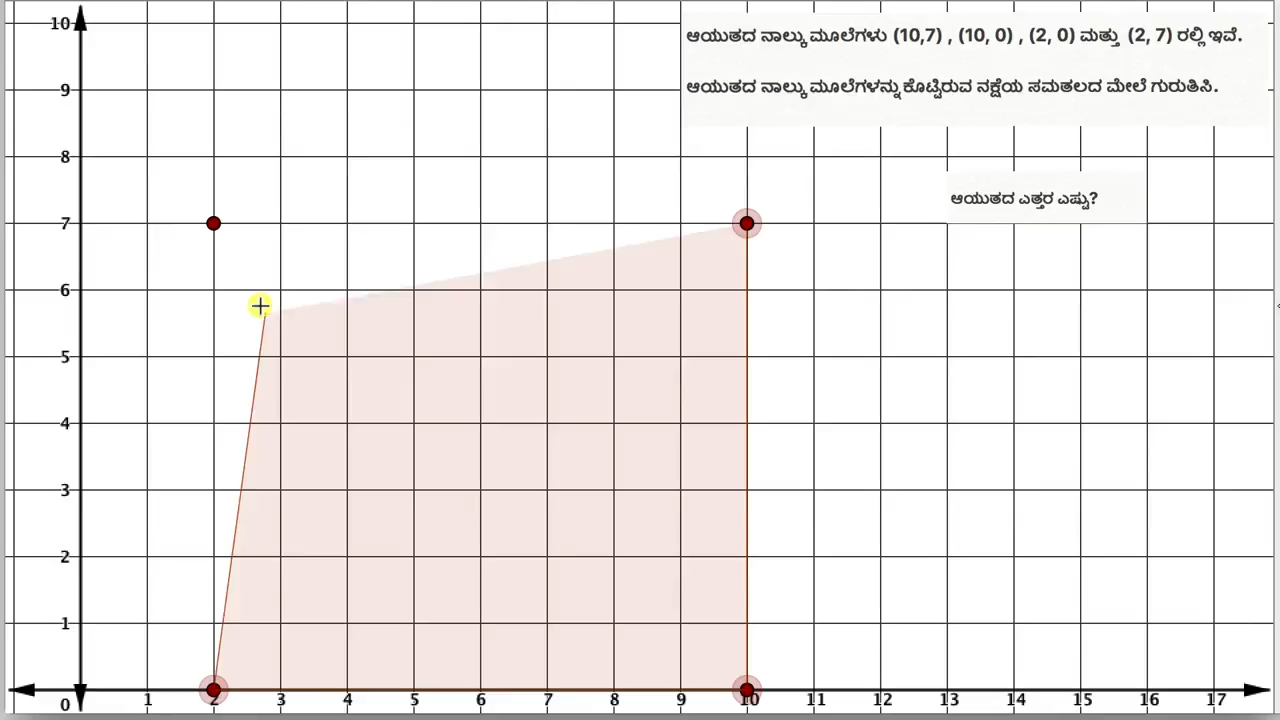 ಆಯುತದ ನಾಲ್ಕು ಮೂಲೆಗಳು (10,7) , (10, 0) , (2, 0) ಮತ್ತು (2, 7) ರಲ್ಲಿ ಇವೆ.
ಆಯುತದ ನಾಲ್ಕು ಮೂಲೆಗಳನ್ನು ಕೊಟ್ಟಿರುವ ನಕ್ಷೆಯ ಸಮತಲದ ಮೇಲೆ ಗುರುತಿಸಿ.
ಆಯುತದ ಎತ್ತರ ಎಷ್ಟು?
10
9
8
7
6
5
4
3
2
1
0
1 2 3 4 5 6 7 8 9 10 11 12 13 14 15 16 17